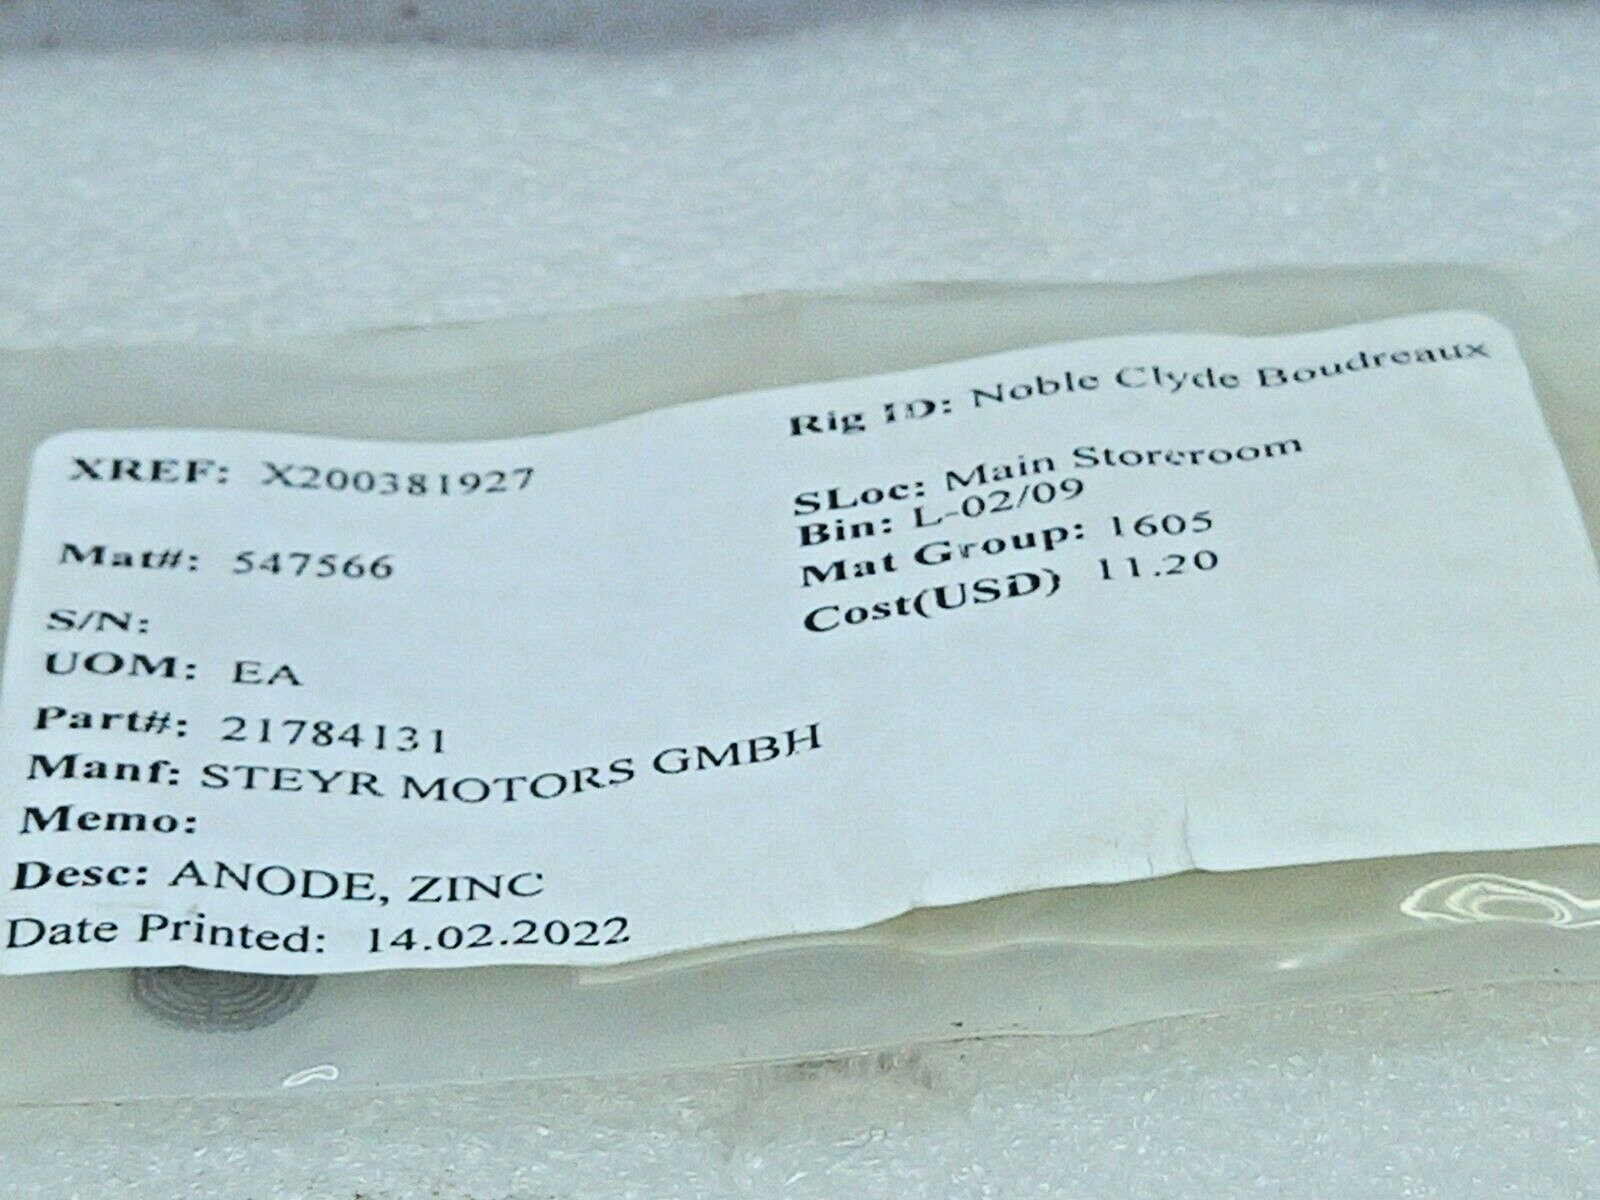 XREF: X200381927
Mat#: 547566
S/N:
UOM: EA
Part#: 21784131
Manf: STEYR MOTORS GMBH
Memo:
Desc: ANODE, ZINC
Date Printed: 14.02.2022
Rig ID: Noble Clyde Boudreaux
SLoc: Main Storeroom
Bin: L-02/09
Mat Group: 1605
Cost(USD) 11.20